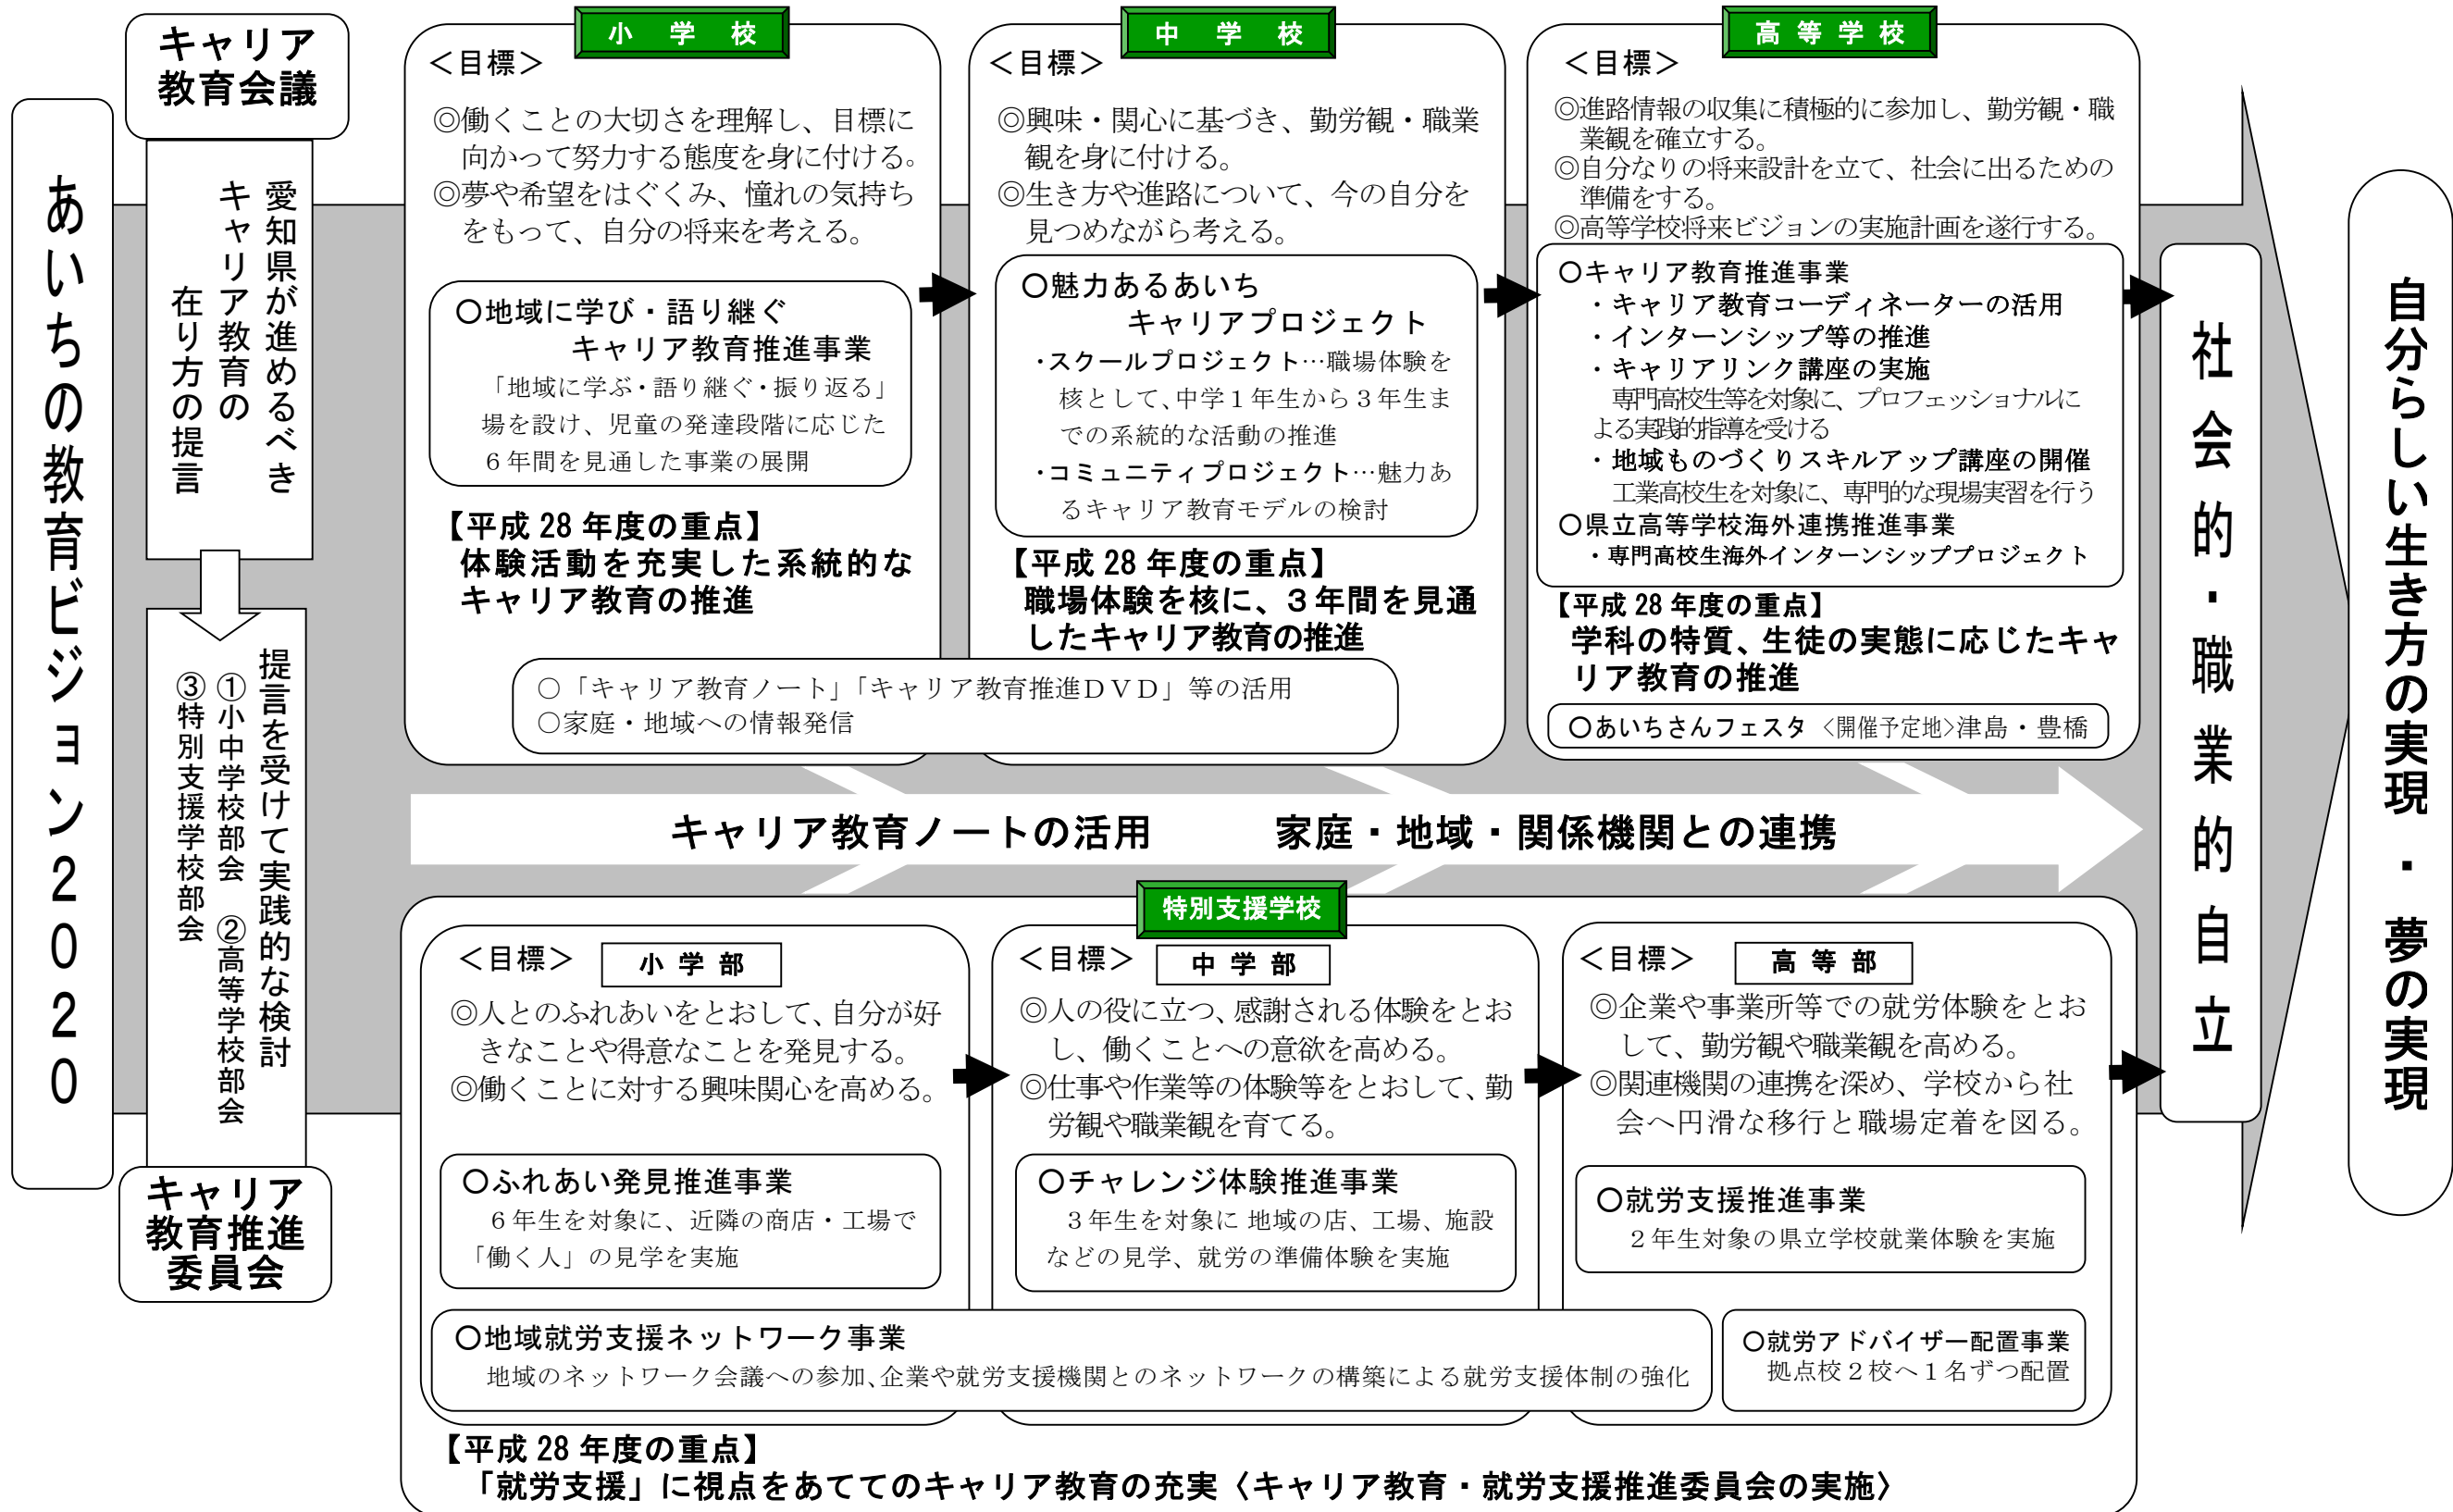 あいちの教育ビジョン2020
キャリア
教育会議
愛知県が進めるべき
キャリア教育の
在り方の提言
提言を受けて実践的な検討
①小中学校部会　②高等学校部会
③特別支援学校部会
キャリア
教育推進
委員会
小　学　校
＜目標＞
◎働くことの大切さを理解し、目標に
向かって努力する態度を身に付ける。
◎夢や希望をはぐくみ、憧れの気持ち
をもって、自分の将来を考える。
○地域に学び・語り継ぐ
キャリア教育推進事業
「地域に学ぶ・語り継ぐ・振り返る」
場を設け、児童の発達段階に応じた
６年間を見通した事業の展開
【平成 28 年度の重点】
体験活動を充実した系統的な
キャリア教育の推進
中　学　校
＜目標＞
◎興味・関心に基づき、勤労観・職業
観を身に付ける。
◎生き方や進路について、今の自分を
見つめながら考える。
○魅力あるあいち
キャリアプロジェクト
・スクールプロジェクト…職場体験を
核として、中学１年生から３年生ま
での系統的な活動の推進
・コミュニティプロジェクト…魅力あ
るキャリア教育モデルの検討
【平成 28 年度の重点】
職場体験を核に、３年間を見通
したキャリア教育の推進
○「キャリア教育ノート」「キャリア教育推進ＤＶＤ」等の活用
○家庭・地域への情報発信
高 等 学 校
＜目標＞
◎進路情報の収集に積極的に参加し、勤労観・職
業観を確立する。
◎自分なりの将来設計を立て、社会に出るための
準備をする。
◎高等学校将来ビジョンの実施計画を遂行する。
○キャリア教育推進事業
・キャリア教育コーディネーターの活用
・インターンシップ等の推進
・キャリアリンク講座の実施
専門高校生等を対象に、プロフェッショナルに
よる実践的指導を受ける
・地域ものづくりスキルアップ講座の開催
工業高校生を対象に、専門的な現場実習を行う
○県立高等学校海外連携推進事業
・専門高校生海外インターンシッププロジェクト
【平成 28 年度の重点】
学科の特質、生徒の実態に応じたキャ
リア教育の推進
○あいちさんフェスタ〈開催予定地〉津島・豊橋
キャリア教育ノートの活用　　家庭・地域・関係機関との連携
特別支援学校
＜目標＞　小 学 部
◎人とのふれあいをとおして、自分が好
きなことや得意なことを発見する。
◎働くことに対する興味関心を高める。
○ふれあい発見推進事業
６年生を対象に、近隣の商店・工場で
「働く人」の見学を実施
＜目標＞　中 学 部
◎人の役に立つ、感謝される体験をとお
し、働くことへの意欲を高める。
◎仕事や作業等の体験等をとおして、勤
労観や職業観を育てる。
○チャレンジ体験推進事業
３年生を対象に 地域の店、工場、施設
などの見学、就労の準備体験を実施
＜目標＞　高 等 部
◎企業や事業所等での就労体験をとお
して、勤労観や職業観を高める。
◎関連機関の連携を深め、学校から社
会へ円滑な移行と職場定着を図る。
○就労支援推進事業
２年生対象の県立学校就業体験を実施
○地域就労支援ネットワーク事業
地域のネットワーク会議への参加、企業や就労支援機関とのネットワークの構築による就労支援体制の強化
○就労アドバイザー配置事業
拠点校２校へ１名ずつ配置
【平成 28 年度の重点】
「就労支援」に視点をあててのキャリア教育の充実〈キャリア教育・就労支援推進委員会の実施〉
社会的・職業的自立
自分らしい生き方の実現・夢の実現